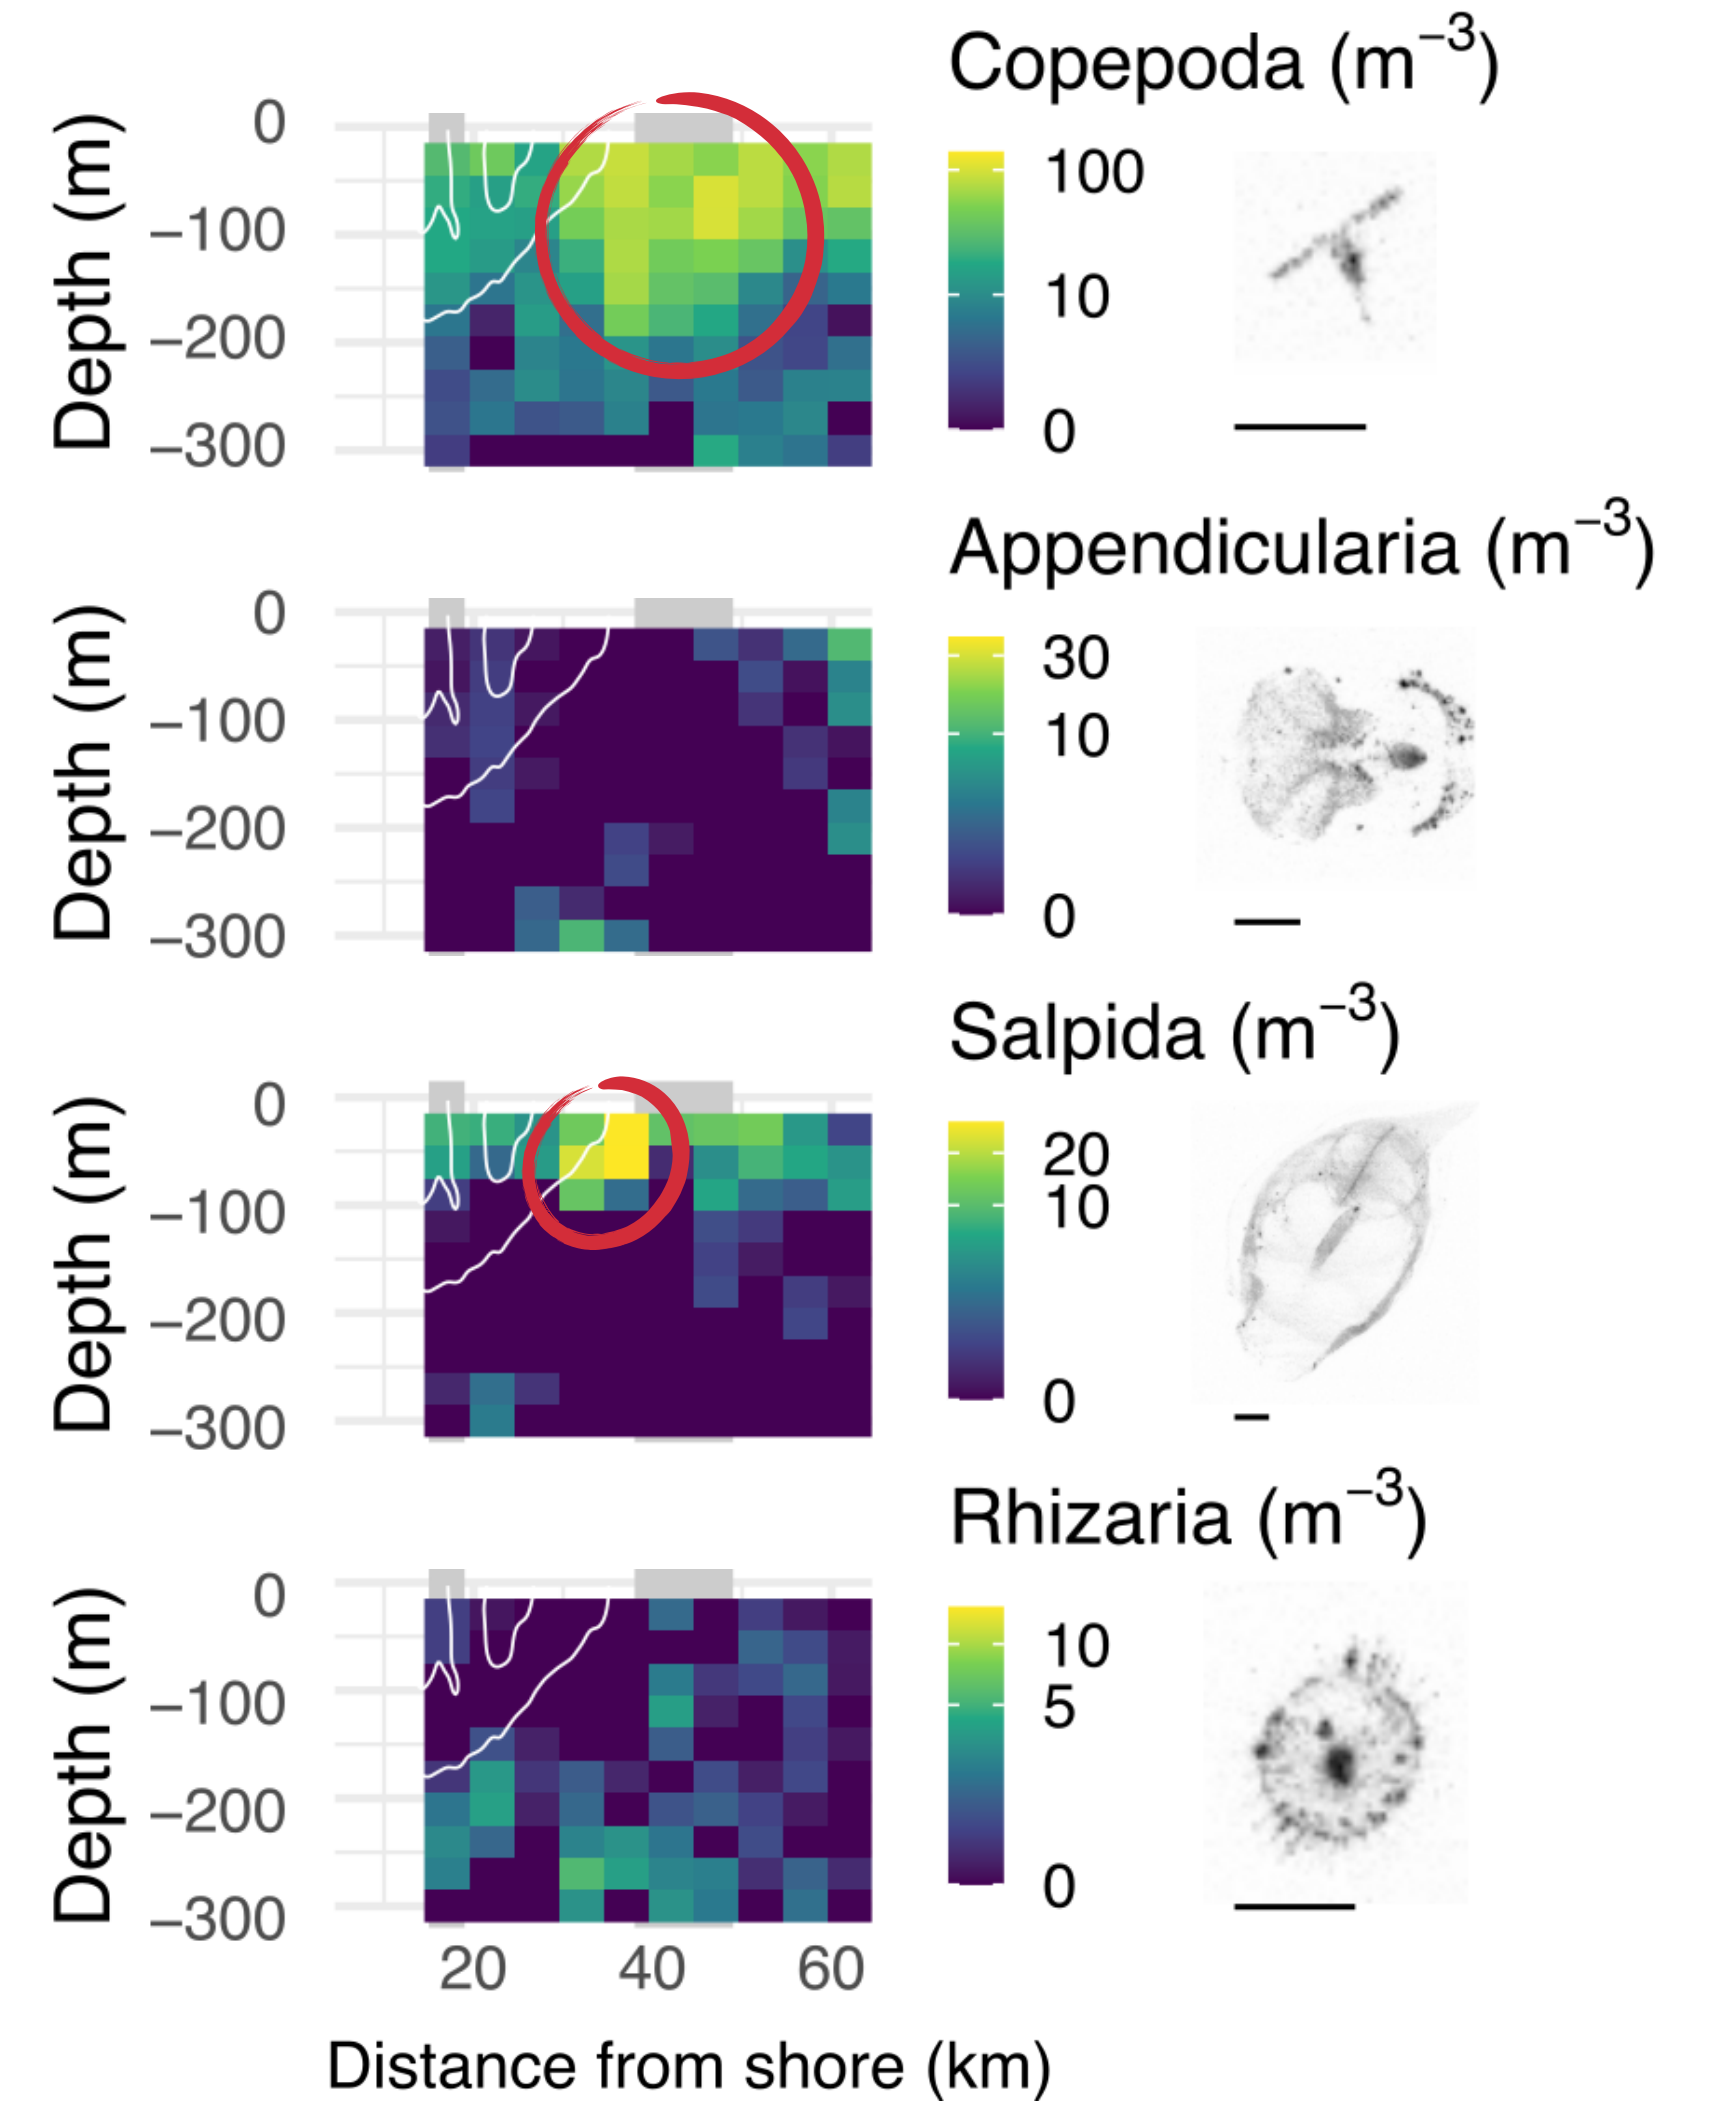 Copepoda (m⁻³)
Depth (m)
0
−100
−200
−300
100
10
0
Appendicularia (m⁻³)
Depth (m)
0
−100
−200
−300
30
10
0
Salpida (m⁻³)
Depth (m)
0
−100
−200
−300
20
10
0
Rhizaria (m⁻³)
Depth (m)
0
−100
−200
−300
10
5
0
20 40 60
Distance from shore (km)